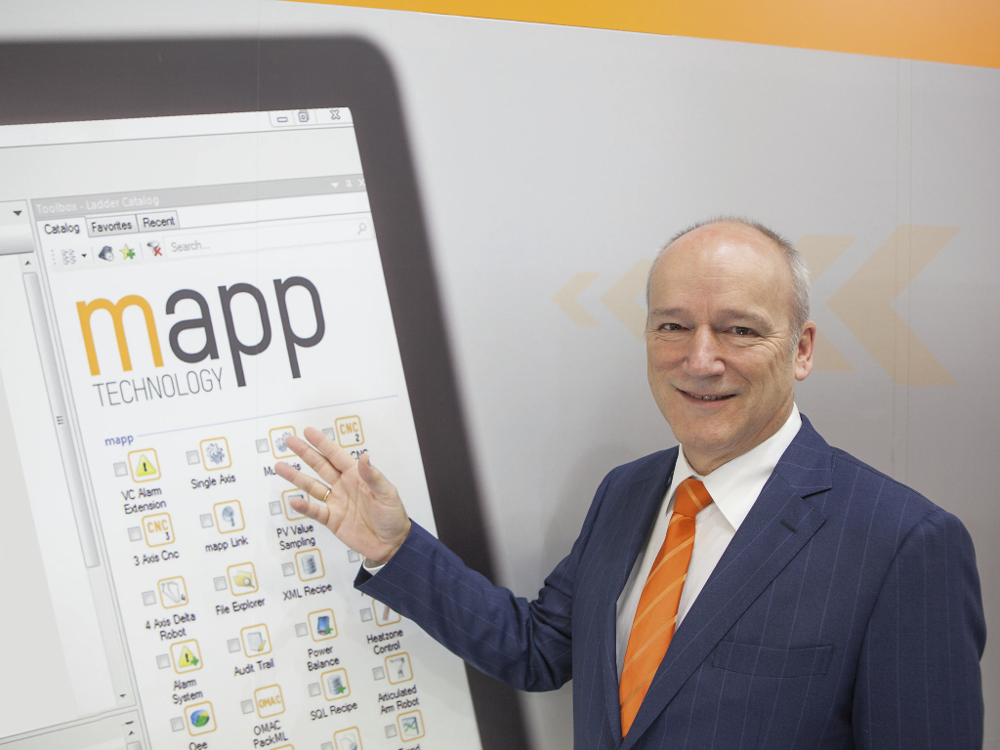 Toolbox - Ladder Catalog
Catalog Favorites Recent
Search...
mapp
TECHNOLOGY
mapp
VC Alarm
Extension
Single Axis
CNC
2
CNC
3
3 Axis Cnc
mapp Link
PV Value
Sampling
4 Axis Delta
Robot
File Explorer
XML Recipe
Alarm
System
Audit Trail
Power
Balance
Heatzone
Control
Oee
OMAC
OMAC
PackML
SQL Recipe
Articulated
Arm Robot